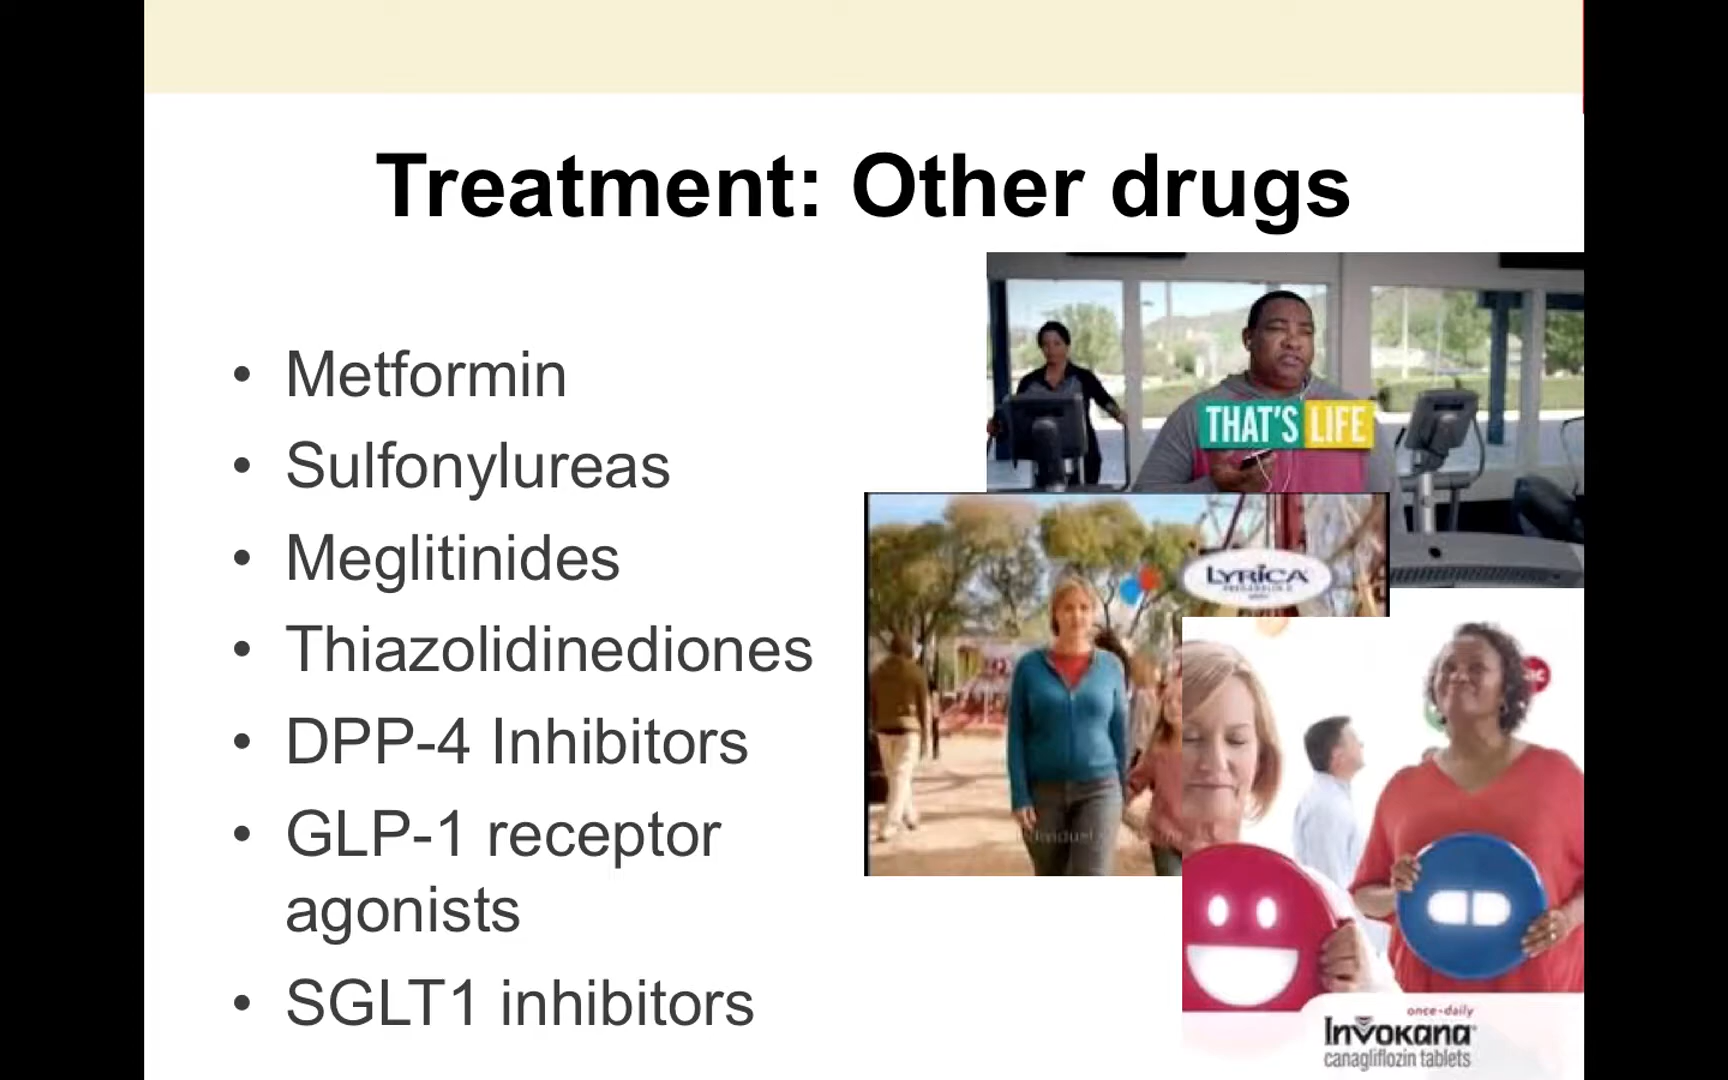 Treatment: Other drugs
• Metformin
• Sulfonylureas
• Meglitinides
• Thiazolidinediones
• DPP-4 Inhibitors
• GLP-1 receptor
agonists
• SGLT1 inhibitors
THAT'S LIFE
LYRICA
once-daily
Invokana
canagliflozin tablets